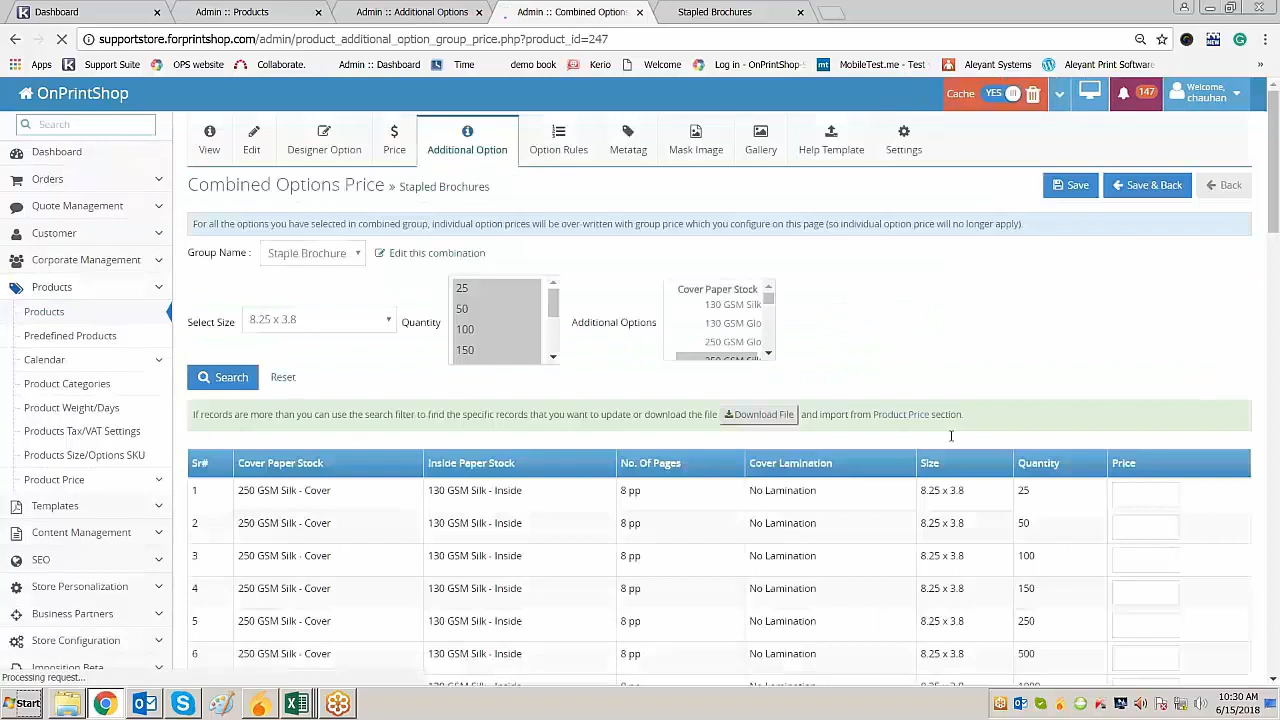 Dashboard
Admin :: Products
Admin :: Additional Options
Admin :: Combined Options
Stapled Brochures
supportstore.forprintshop.com/admin/product_additional_option_group_price.php?product_id=247
Apps Support Suite OPS website Collaborate. Admin :: Dashboard Time demo book Kerio Welcome Log in - OnPrintShop- MobileTest.me - Test Aleyant Systems Aleyant Print Software
OnPrintShop
Cache YES 147 Welcome, chauhan
Search
View Edit Designer Option Price Additional Option Option Rules Metatag Mask Image Gallery Help Template Settings
Dashboard
Orders
Quote Management
Customer
Corporate Management
Products
Products
Predefined Products
Calendar
Product Categories
Product Weight/Days
Products Tax/VAT Settings
Products Size/Options SKU
Product Price
Templates
Content Management
SEO
Store Personalization
Business Partners
Store Configuration
Imposition Beta
Processing request...
Combined Options Price » Stapled Brochures
Save Save & Back Back
For all the options you have selected in combined group, individual option prices will be over-written with group price which you configure on this page (so individual option price will no longer apply).
Group Name : Staple Brochure Edit this combination
Select Size 8.25 x 3.8 Quantity
25
50
100
150
Additional Options
Cover Paper Stock
130 GSM Silk
130 GSM Glo
250 GSM Glo
250 GSM Silk
Search Reset
If records are more than you can use the search filter to find the specific records that you want to update or download the file Download File and import from Product Price section.
Sr# Cover Paper Stock Inside Paper Stock No. Of Pages Cover Lamination Size Quantity Price
1 250 GSM Silk - Cover 130 GSM Silk - Inside 8 pp No Lamination 8.25 x 3.8 25
2 250 GSM Silk - Cover 130 GSM Silk - Inside 8 pp No Lamination 8.25 x 3.8 50
3 250 GSM Silk - Cover 130 GSM Silk - Inside 8 pp No Lamination 8.25 x 3.8 100
4 250 GSM Silk - Cover 130 GSM Silk - Inside 8 pp No Lamination 8.25 x 3.8 150
5 250 GSM Silk - Cover 130 GSM Silk - Inside 8 pp No Lamination 8.25 x 3.8 250
6 250 GSM Silk - Cover 130 GSM Silk - Inside 8 pp No Lamination 8.25 x 3.8 500
Start
10:30 AM
6/15/2018